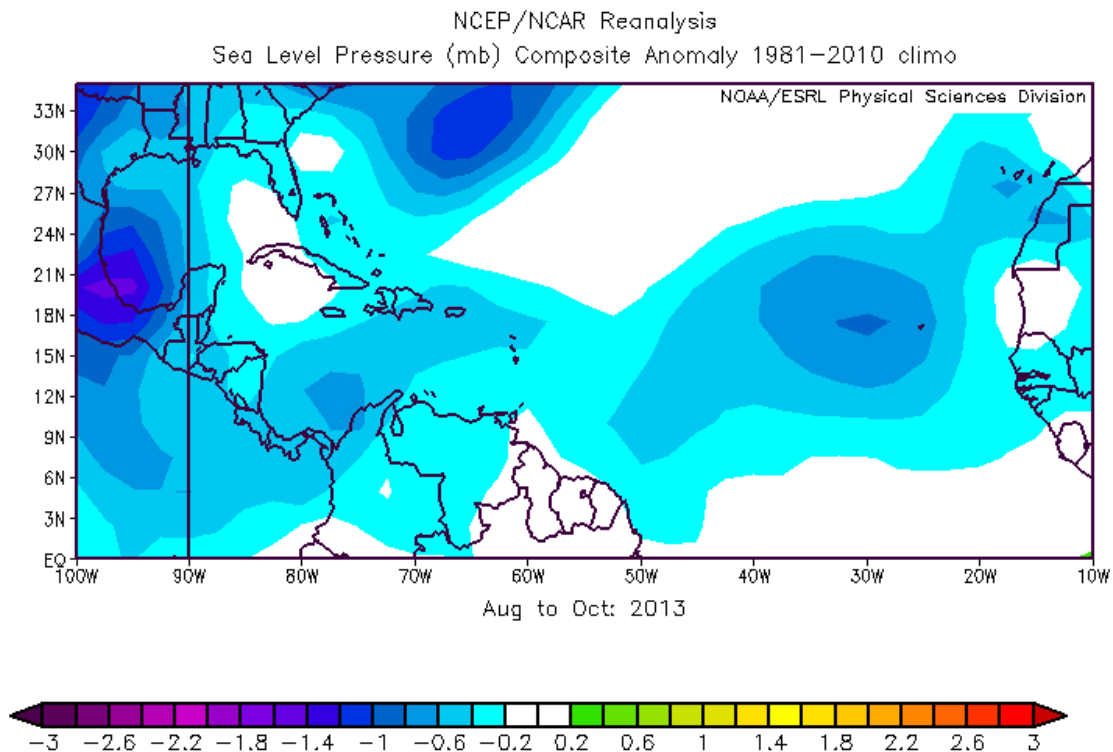 NCEP/NCAR Reanalysis
Sea Level Pressure (mb) Composite Anomaly 1981-2010 climo
NOAA/ESRL Physical Sciences Division
33N
30N
27N
24N
21N
18N
15N
12N
9N
6N
3N
EQ
100W 90W 80W 70W 60W 50W 40W 30W 20W 10W
Aug to Oct: 2013
-3 -2.6 -2.2 -1.8 -1.4 -1 -0.6 -0.2 0.2 0.6 1 1.4 1.8 2.2 2.6 3